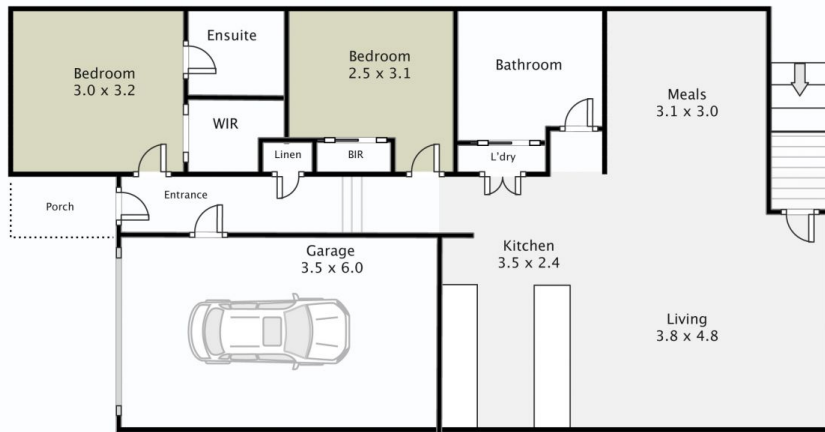 Bedroom
3.0 x 3.2
Ensuite
WIR
Bedroom
2.5 x 3.1
Bathroom
Meals
3.1 x 3.0
Linen
BIR
L'dry
Porch
Entrance
Garage
3.5 x 6.0
Kitchen
3.5 x 2.4
Living
3.8 x 4.8